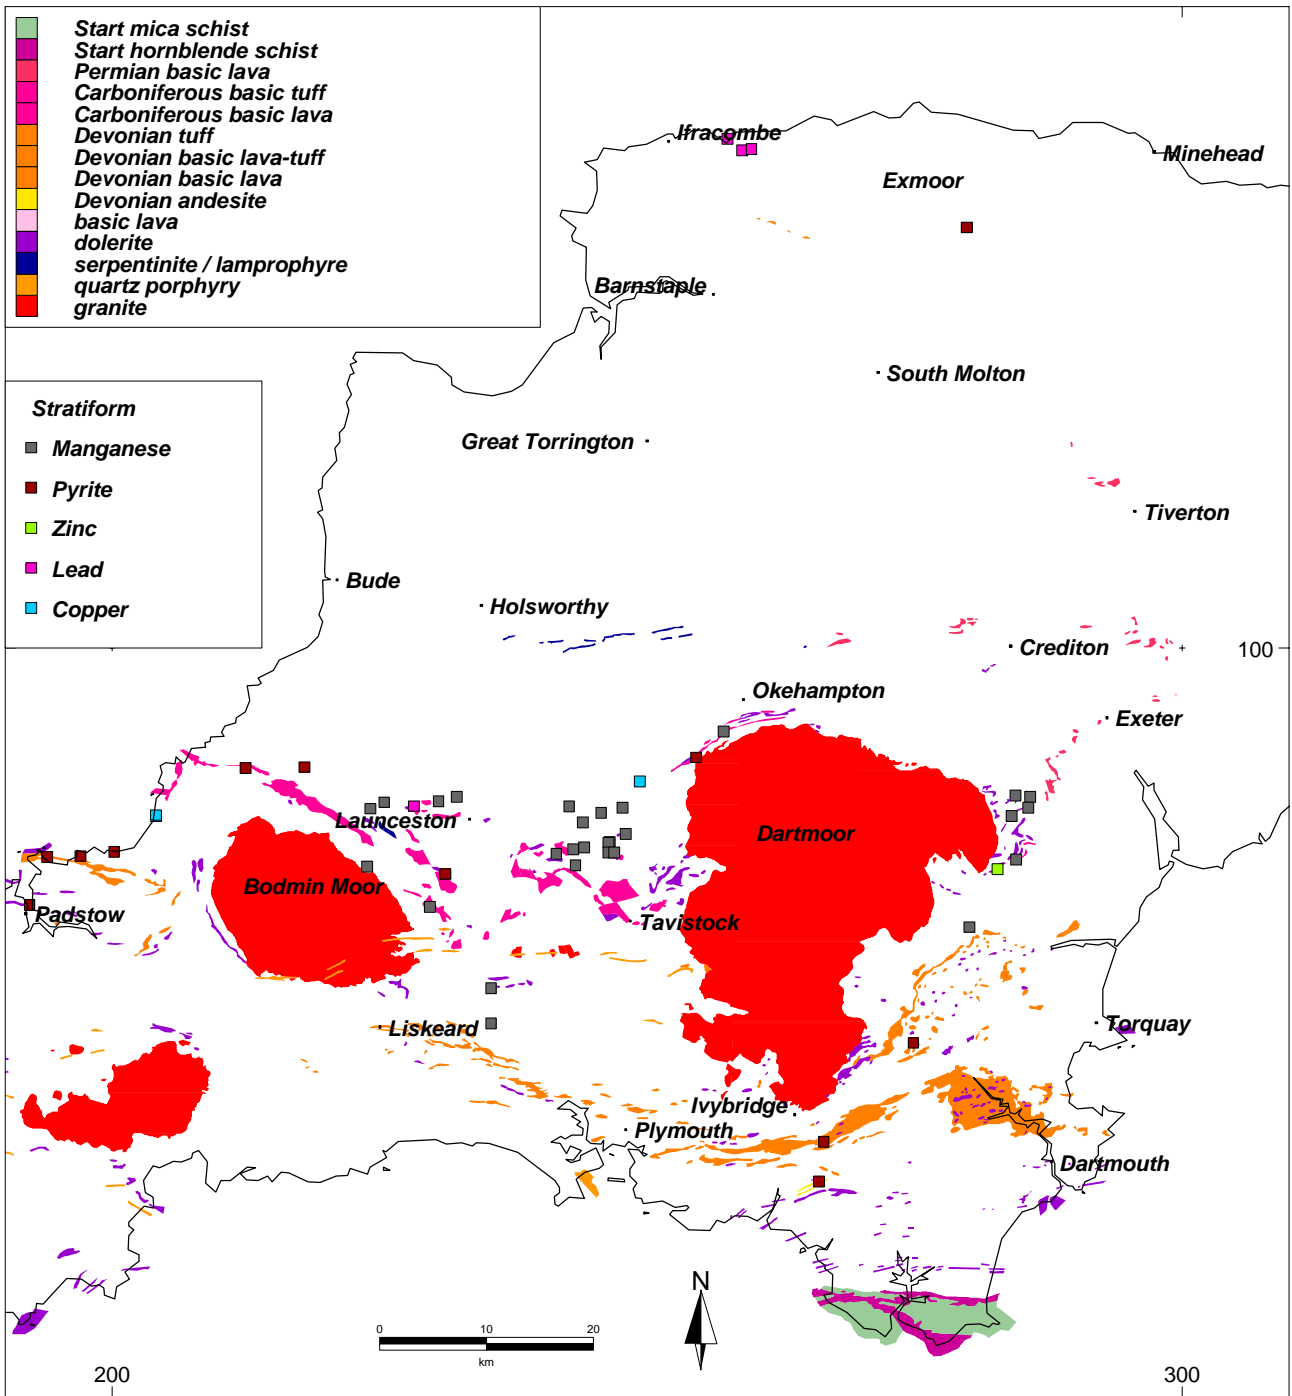 Start mica schist
Start hornblende schist
Permian basic lava
Carboniferous basic tuff
Carboniferous basic lava
Devonian tuff
Devonian basic lava-tuff
Devonian basic lava
Devonian andesite
basic lava
dolerite
serpentinite / lamprophyre
quartz porphyry
granite
Stratiform
Manganese
Pyrite
Zinc
Lead
Copper
Ilfracombe
Minehead
Exmoor
Barnstaple
South Molton
Great Torrington
Tiverton
Bude
Holsworthy
Crediton
100
Okehampton
Exeter
Launceston
Dartmoor
Bodmin Moor
Padstow
Tavistock
Liskeard
Torquay
Ivybridge
Plymouth
Dartmouth
N
0 10 20
km
200 300